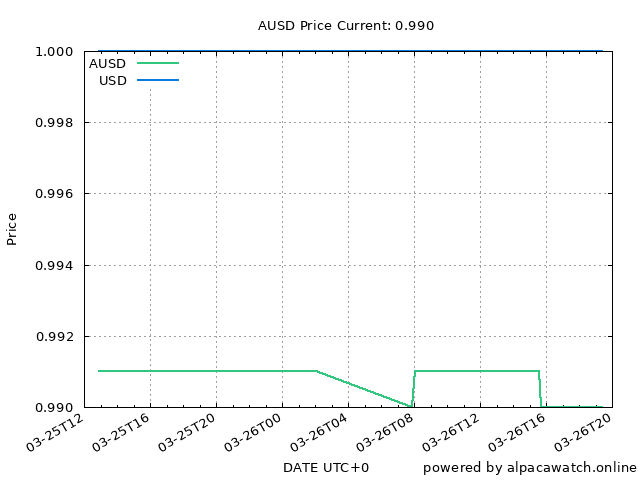 AUSD Price Current: 0.990
1.000
AUSD
USD
0.998
0.996
Price
0.994
0.992
0.990
03-25T12
03-25T16
03-25T20
03-26T00
03-26T04
03-26T08
03-26T12
03-26T16
03-26T20
DATE UTC+0
powered by alpacawatch.online